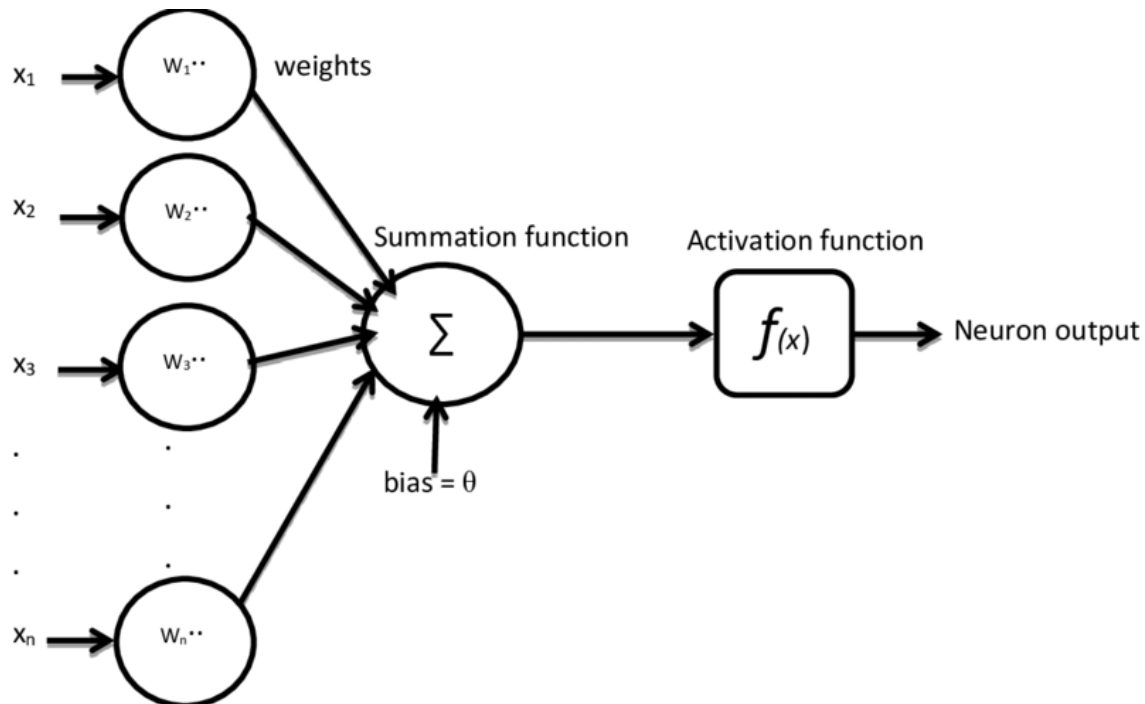 x₁
W₁..
weights
x₂
W₂..
Summation function
Activation function
x₃
W₃..
∑
f(x)
Neuron output
. .
bias = θ
. .
. .
xₙ
Wₙ..